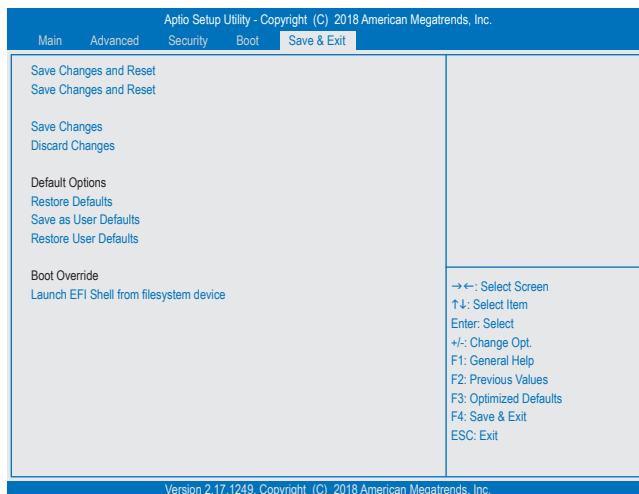 Aptio Setup Utility - Copyright (C) 2018 American Megatrends, Inc.
Main Advanced Security Boot Save & Exit
Save Changes and Reset
Save Changes and Reset
Save Changes
Discard Changes
Default Options
Restore Defaults
Save as User Defaults
Restore User Defaults
Boot Override
Launch EFI Shell from filesystem device
→←: Select Screen
↑↓: Select Item
Enter: Select
+/-: Change Opt.
F1: General Help
F2: Previous Values
F3: Optimized Defaults
F4: Save & Exit
ESC: Exit
Version 2.17.1249. Copyright (C) 2018 American Megatrends, Inc.